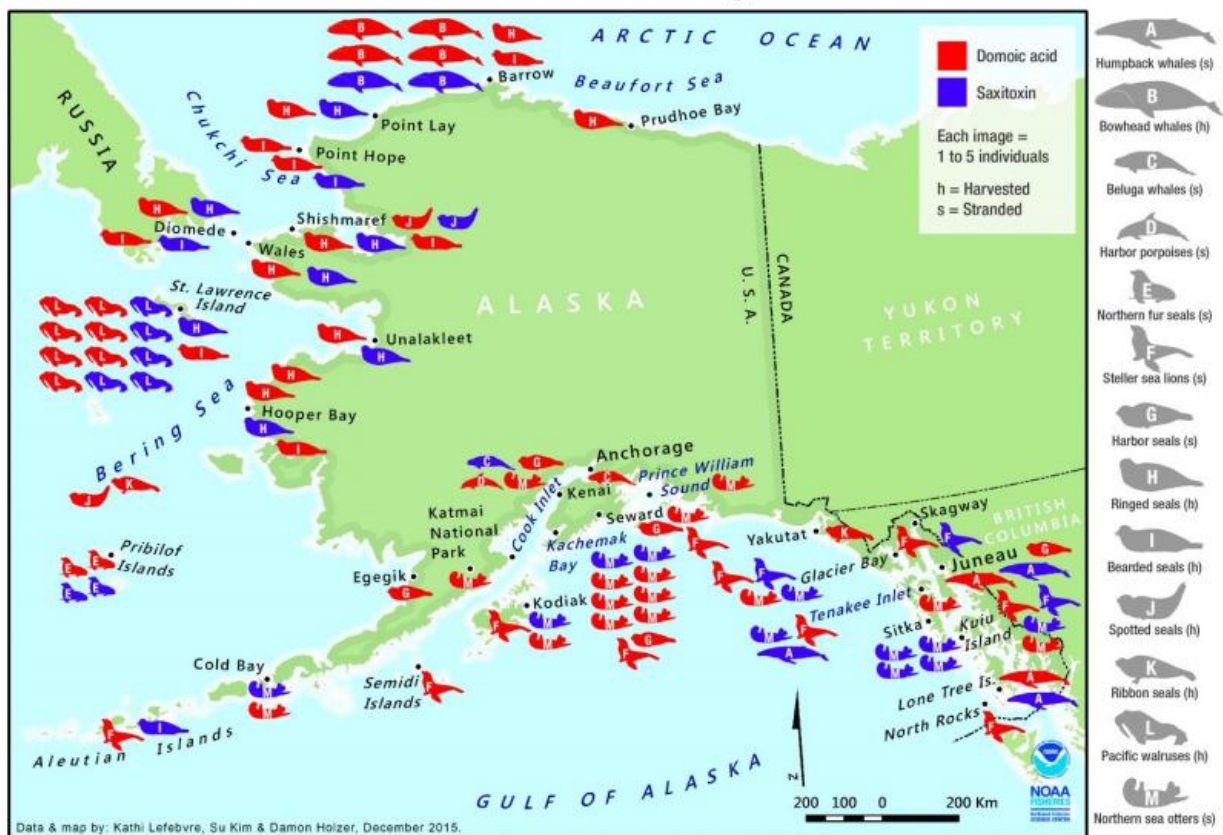 ARCTIC OCEAN
Beaufort Sea
Chukchi Sea
RUSSIA
Barrow
Prudhoe Bay
Point Lay
Point Hope
Shishmaref
Diomede
Wales
St. Lawrence
Island
ALASKA
U.S.A.
CANADA
YUKON
TERRITORY
Unalakleet
Bering Sea
Hooper Bay
Anchorage
Prince William
Sound
Kenai
Cook Inlet
Seward
Katmai
National
Park
Kachemak
Bay
Egegik
Kodiak
Pribilof
Islands
Yakutat
Skagway
BRITISH
COLUMBIA
Glacier Bay
Juneau
Tenakee Inlet
Sitka
Kuiu
Island
Lone Tree Is.
North Rocks
Cold Bay
Semidi
Islands
Aleutian Islands
GULF OF ALASKA
Domoic acid
Saxitoxin
Each image =
1 to 5 individuals
h = Harvested
s = Stranded
A
Humpback whales (s)
B
Bowhead whales (h)
C
Beluga whales (s)
D
Harbor porpoises (s)
E
Northern fur seals (s)
F
Steller sea lions (s)
G
Harbor seals (s)
H
Ringed seals (h)
I
Bearded seals (h)
J
Spotted seals (h)
K
Ribbon seals (h)
L
Pacific walruses (h)
M
Northern sea otters (s)
N
200 100 0 200 Km
NOAA
FISHERIES
Data & map by: Kathi Lefebvre, Su Kim & Damon Holzer, December 2015.